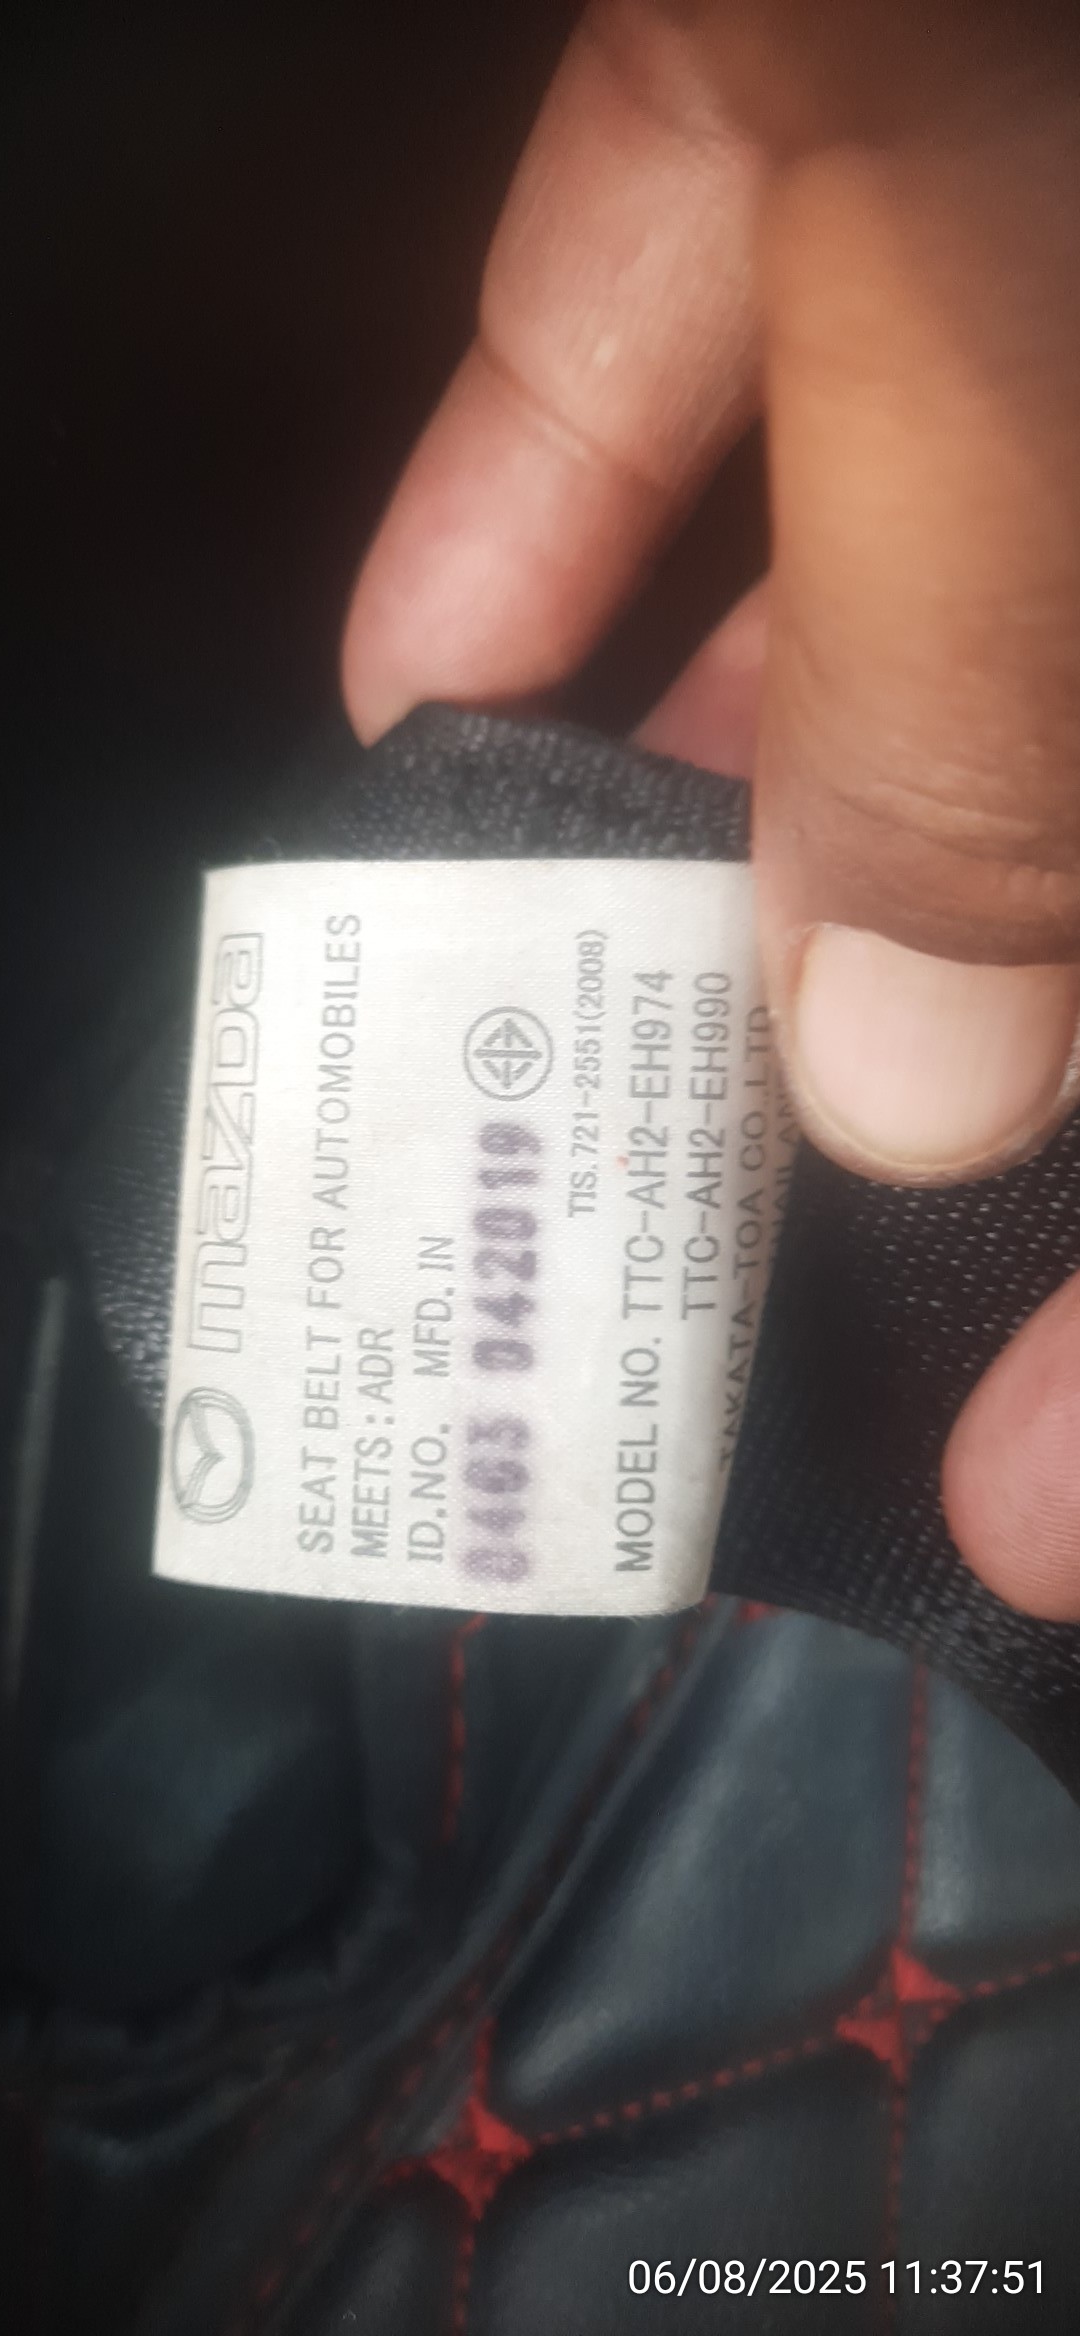 mazda
SEAT BELT FOR AUTOMOBILES
MEETS : ADR
ID.NO. MFD. IN
0463 042019
TIS.721-2551(2008)
MODEL NO. TTC-AH2-EH974
TTC-AH2-EH990
TAKATA-TOA CO.,LTD.
06/08/2025 11:37:51